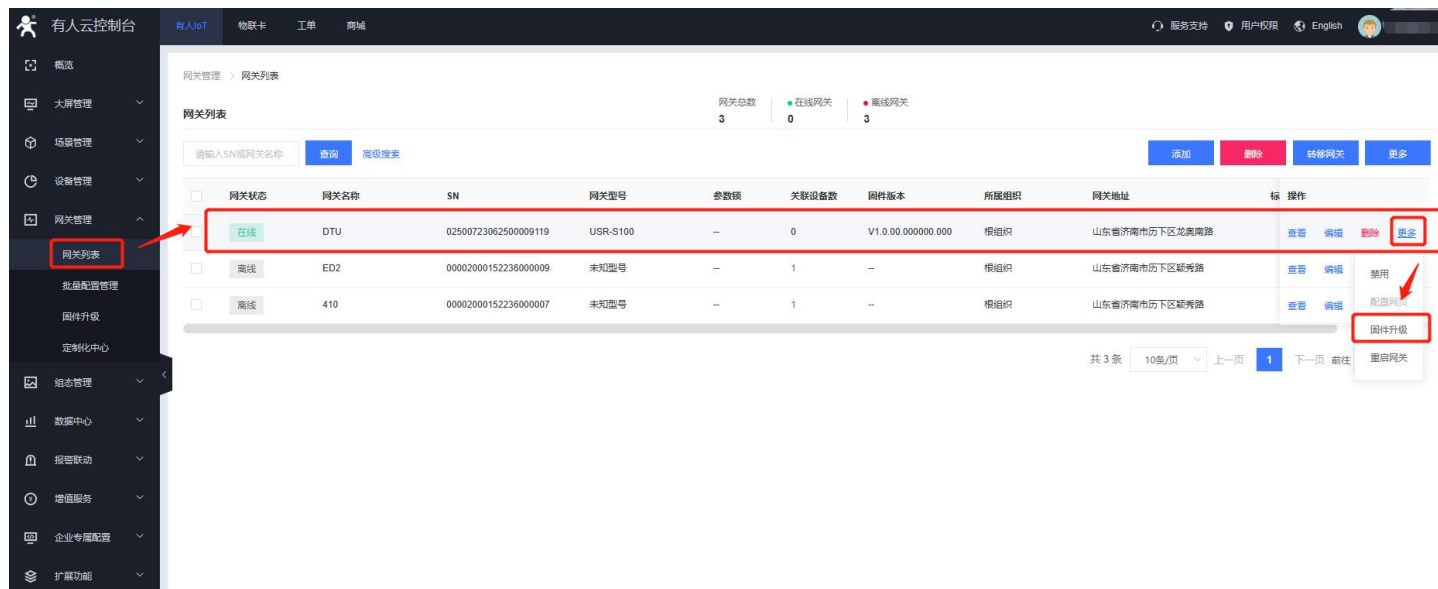 有人云控制台 有人IoT 物联卡 工单 商城 服务支持 用户权限 English
概览
大屏管理
场景管理
设备管理
网关管理
网关列表
批量配置管理
固件升级
定制化中心
组态管理
数据中心
报警联动
增值服务
企业专属配置
扩展功能
网关管理 > 网关列表
网关列表
网关总数 在线网关 离线网关
3 0 3
请输入SN或网关名称 查询 高级搜索 添加 删除 转移网关 更多
网关状态 网关名称 SN 网关型号 参数锁 关联设备数 固件版本 所属组织 网关地址 标 操作
在线 DTU 02500723062500009119 USR-S100 -- 0 V1.0.00.000000.000 根组织 山东省济南市历下区龙奥南路 查看 编辑 删除 更多
离线 ED2 00002000152236000009 未知型号 -- 1 -- 根组织 山东省济南市历下区颖秀路 查看 编辑
离线 410 00002000152236000007 未知型号 -- 1 -- 根组织 山东省济南市历下区颖秀路 查看 编辑
禁用
配置网页
固件升级
重启网关
共 3 条 10条/页 上一页 1 下一页 前往